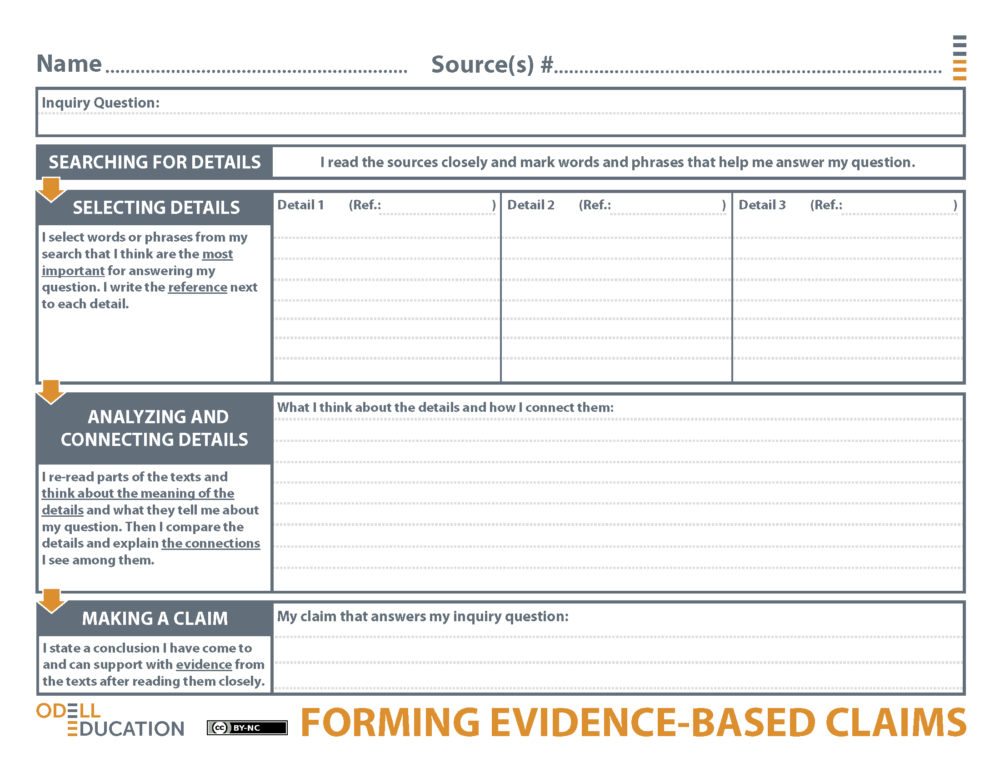 Name ........................................ Source(s) #........................................
Inquiry Question:
SEARCHING FOR DETAILS
I read the sources closely and mark words and phrases that help me answer my question.
SELECTING DETAILS
I select words or phrases from my
search that I think are the most
important for answering my
question. I write the reference next
to each detail.
Detail 1 (Ref.: )
Detail 2 (Ref.: )
Detail 3 (Ref.: )
ANALYZING AND
CONNECTING DETAILS
I re-read parts of the texts and
think about the meaning of the
details and what they tell me about
my question. Then I compare the
details and explain the connections
I see among them.
What I think about the details and how I connect them:
MAKING A CLAIM
I state a conclusion I have come to
and can support with evidence from
the texts after reading them closely.
My claim that answers my inquiry question:
ODELL
EDUCATION
cc BY-NC
FORMING EVIDENCE-BASED CLAIMS